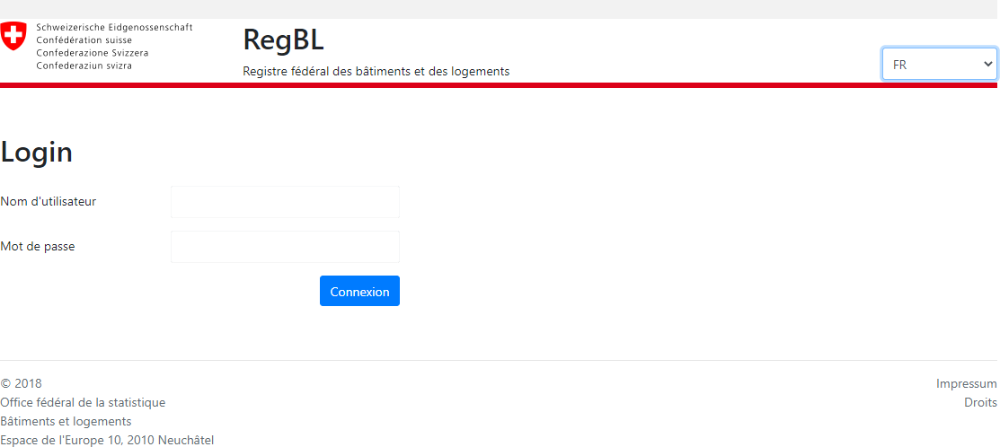 Schweizerische Eidgenossenschaft
Confédération suisse
Confederazione Svizzera
Confederaziun svizra
RegBL
Registre fédéral des bâtiments et des logements
FR
Login
Nom d'utilisateur
Mot de passe
Connexion
© 2018
Office fédéral de la statistique
Bâtiments et logements
Espace de l'Europe 10, 2010 Neuchâtel
Impressum
Droits